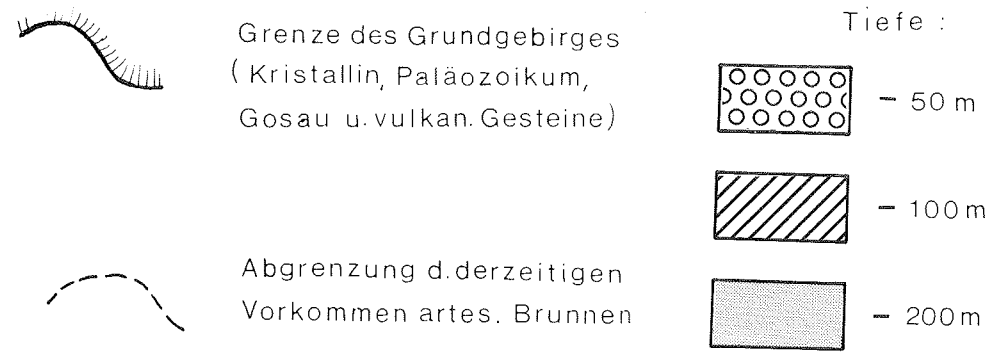 Grenze des Grundgebirges
( Kristallin, Paläozoikum,
Gosau u. vulkan. Gesteine)
Abgrenzung d. derzeitigen
Vorkommen artes. Brunnen
Tiefe :
- 50 m
- 100 m
- 200 m